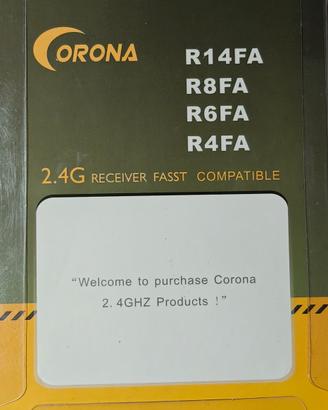 CORONA
R14FA
R8FA
R6FA
R4FA
2.4G RECEIVER FASST COMPATIBLE
"Welcome to purchase Corona
2. 4GHZ Products !"